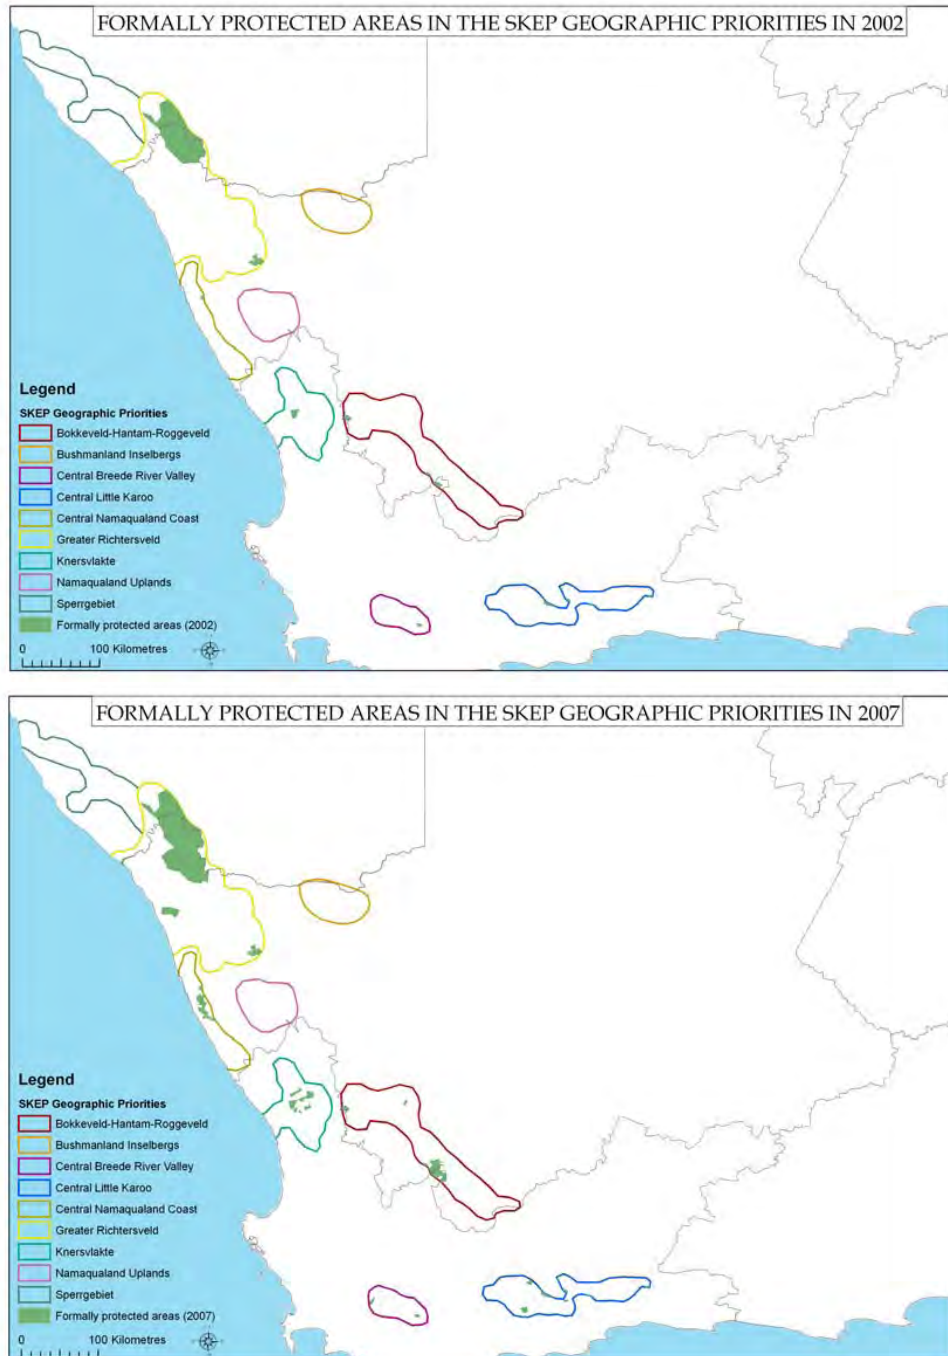 FORMALLY PROTECTED AREAS IN THE SKEP GEOGRAPHIC PRIORITIES IN 2002
Legend
SKEP Geographic Priorities
Bokkeveld-Hantam-Roggeveld
Bushmanland Inselbergs
Central Breede River Valley
Central Little Karoo
Central Namaqualand Coast
Greater Richtersveld
Knersvlakte
Namaqualand Uplands
Sperrgebiet
Formally protected areas (2002)
0 100 Kilometres
FORMALLY PROTECTED AREAS IN THE SKEP GEOGRAPHIC PRIORITIES IN 2007
Legend
SKEP Geographic Priorities
Bokkeveld-Hantam-Roggeveld
Bushmanland Inselbergs
Central Breede River Valley
Central Little Karoo
Central Namaqualand Coast
Greater Richtersveld
Knersvlakte
Namaqualand Uplands
Sperrgebiet
Formally protected areas (2007)
0 100 Kilometres